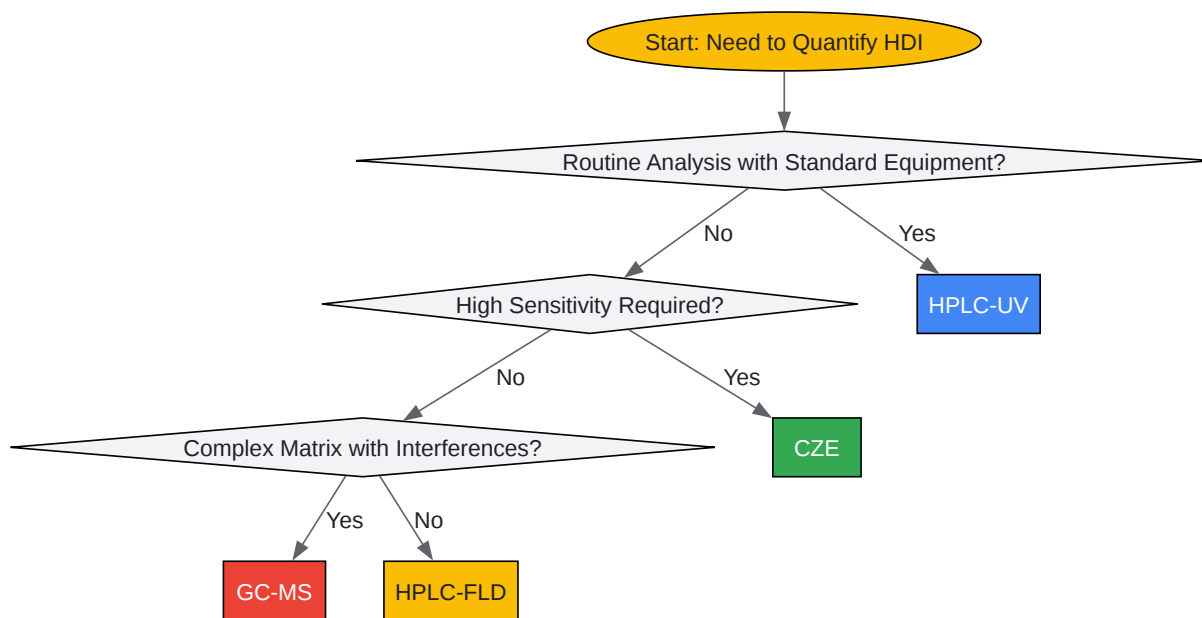 Start: Need to Quantify HDI
Routine Analysis with Standard Equipment?
No
Yes
High Sensitivity Required?
HPLC-UV
No
Yes
Complex Matrix with Interferences?
CZE
Yes
No
GC-MS
HPLC-FLD